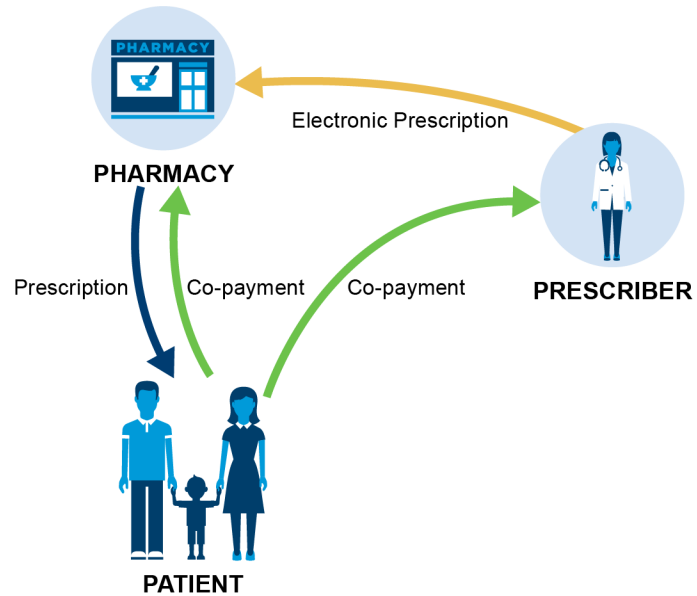 PHARMACY
Electronic Prescription
PHARMACY
Prescription
Co-payment
Co-payment
PRESCRIBER
PATIENT